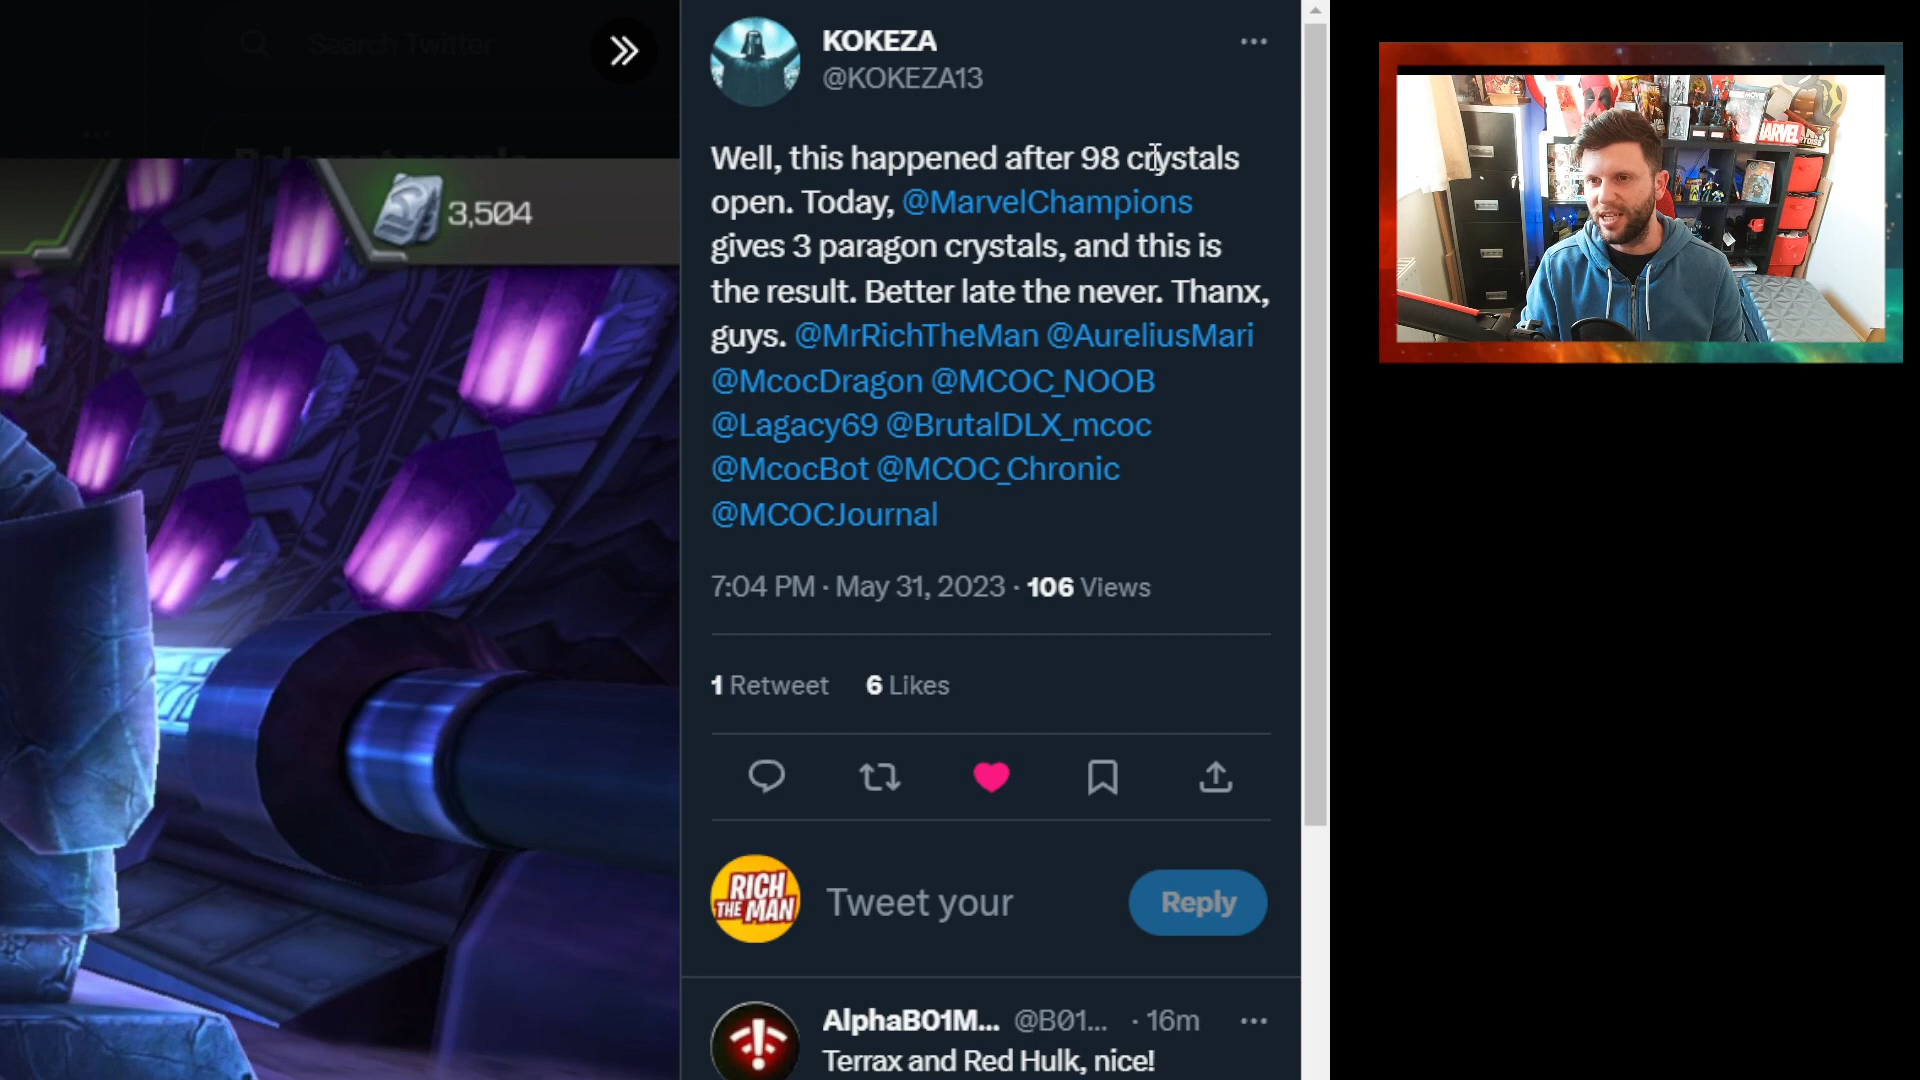 Search Twitter
3,504
KOKEZA
@KOKEZA13
Well, this happened after 98 crystals
open. Today, @MarvelChampions
gives 3 paragon crystals, and this is
the result. Better late the never. Thanx,
guys. @MrRichTheMan @AureliusMari
@McocDragon @MCOC_NOOB
@Lagacy69 @BrutalDLX_mcoc
@McocBot @MCOC_Chronic
@MCOCJournal
7:04 PM · May 31, 2023 · 106 Views
1 Retweet 6 Likes
RICH
THE MAN
Tweet your
Reply
AlphaB01M... @B01... · 16m
Terrax and Red Hulk, nice!
MARVEL